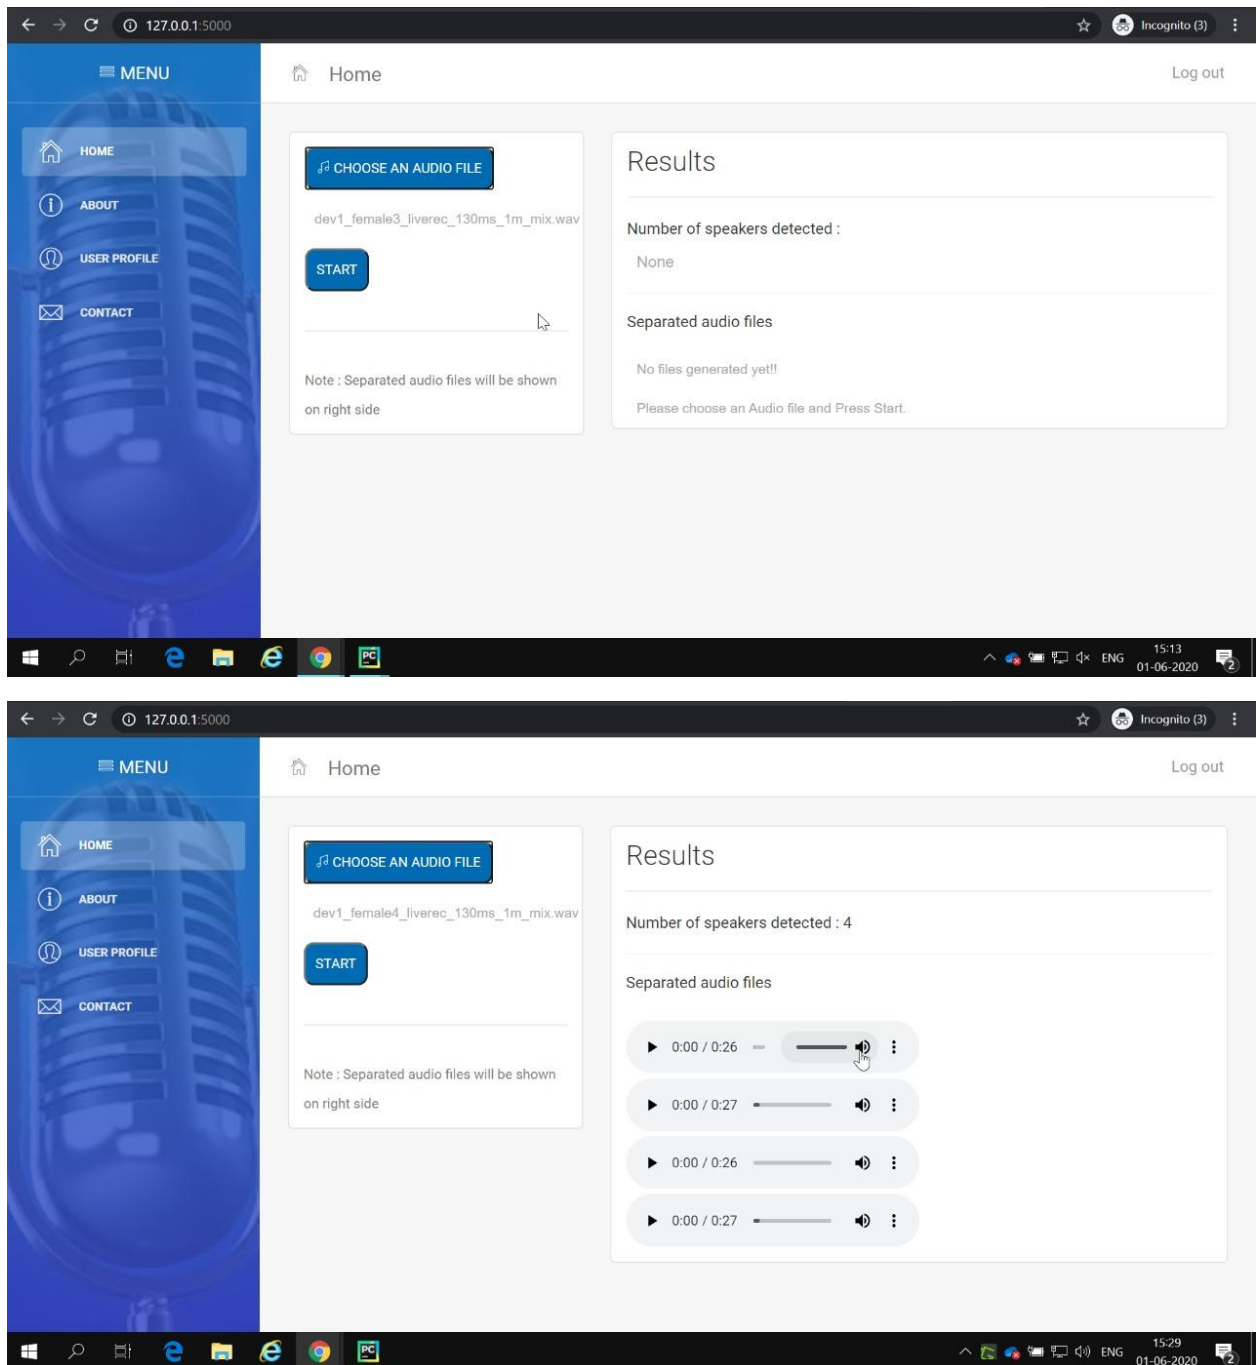 127.0.0.1:5000
Incognito (3)
MENU
Home
Log out
HOME
ABOUT
USER PROFILE
CONTACT
CHOOSE AN AUDIO FILE
dev1_female3_liverec_130ms_1m_mix.wav
START
Note : Separated audio files will be shown
on right side
Results
Number of speakers detected :
None
Separated audio files
No files generated yet!!
Please choose an Audio file and Press Start.
PC
ENG
15:13
01-06-2020
2
127.0.0.1:5000
Incognito (3)
MENU
Home
Log out
HOME
ABOUT
USER PROFILE
CONTACT
CHOOSE AN AUDIO FILE
dev1_female4_liverec_130ms_1m_mix.wav
START
Note : Separated audio files will be shown
on right side
Results
Number of speakers detected : 4
Separated audio files
0:00 / 0:26
0:00 / 0:27
0:00 / 0:26
0:00 / 0:27
PC
ENG
15:29
01-06-2020
2